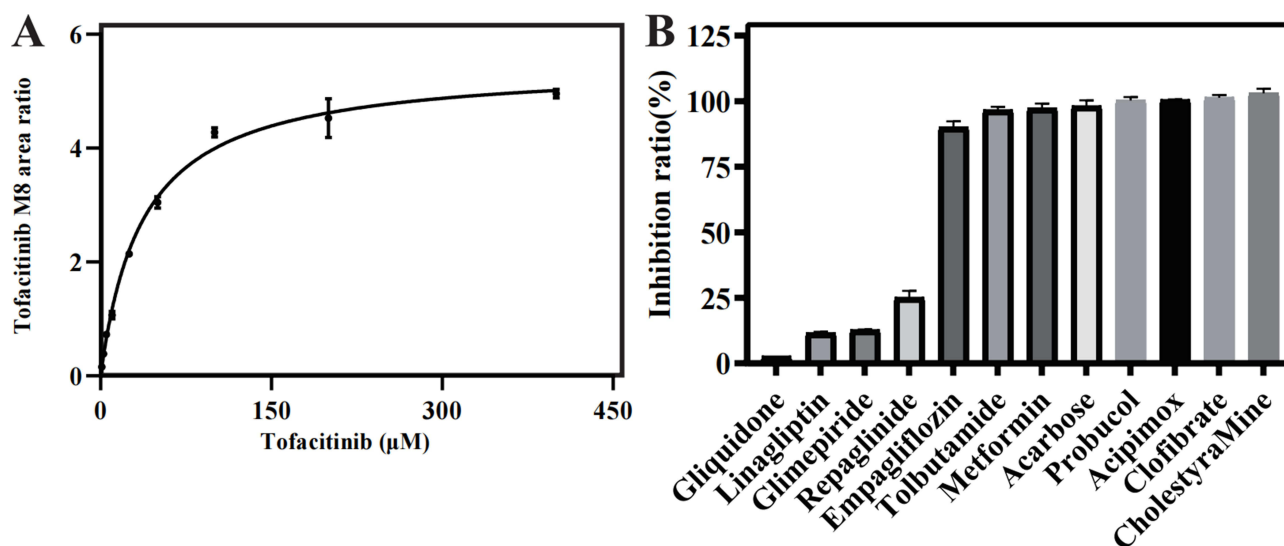 A
Tofacitinib M8 area ratio
6
4
2
0
0
150
300
450
Tofacitinib (μM)
B
Inhibition ratio(%)
125
100
75
50
25
0
Gliquidone
Linagliptin
Glimepiride
Repaglinide
Empagliflozin
Tolbutamide
Metformin
Acarbose
Probucol
Acipimox
Clofibrate
CholestyraMine